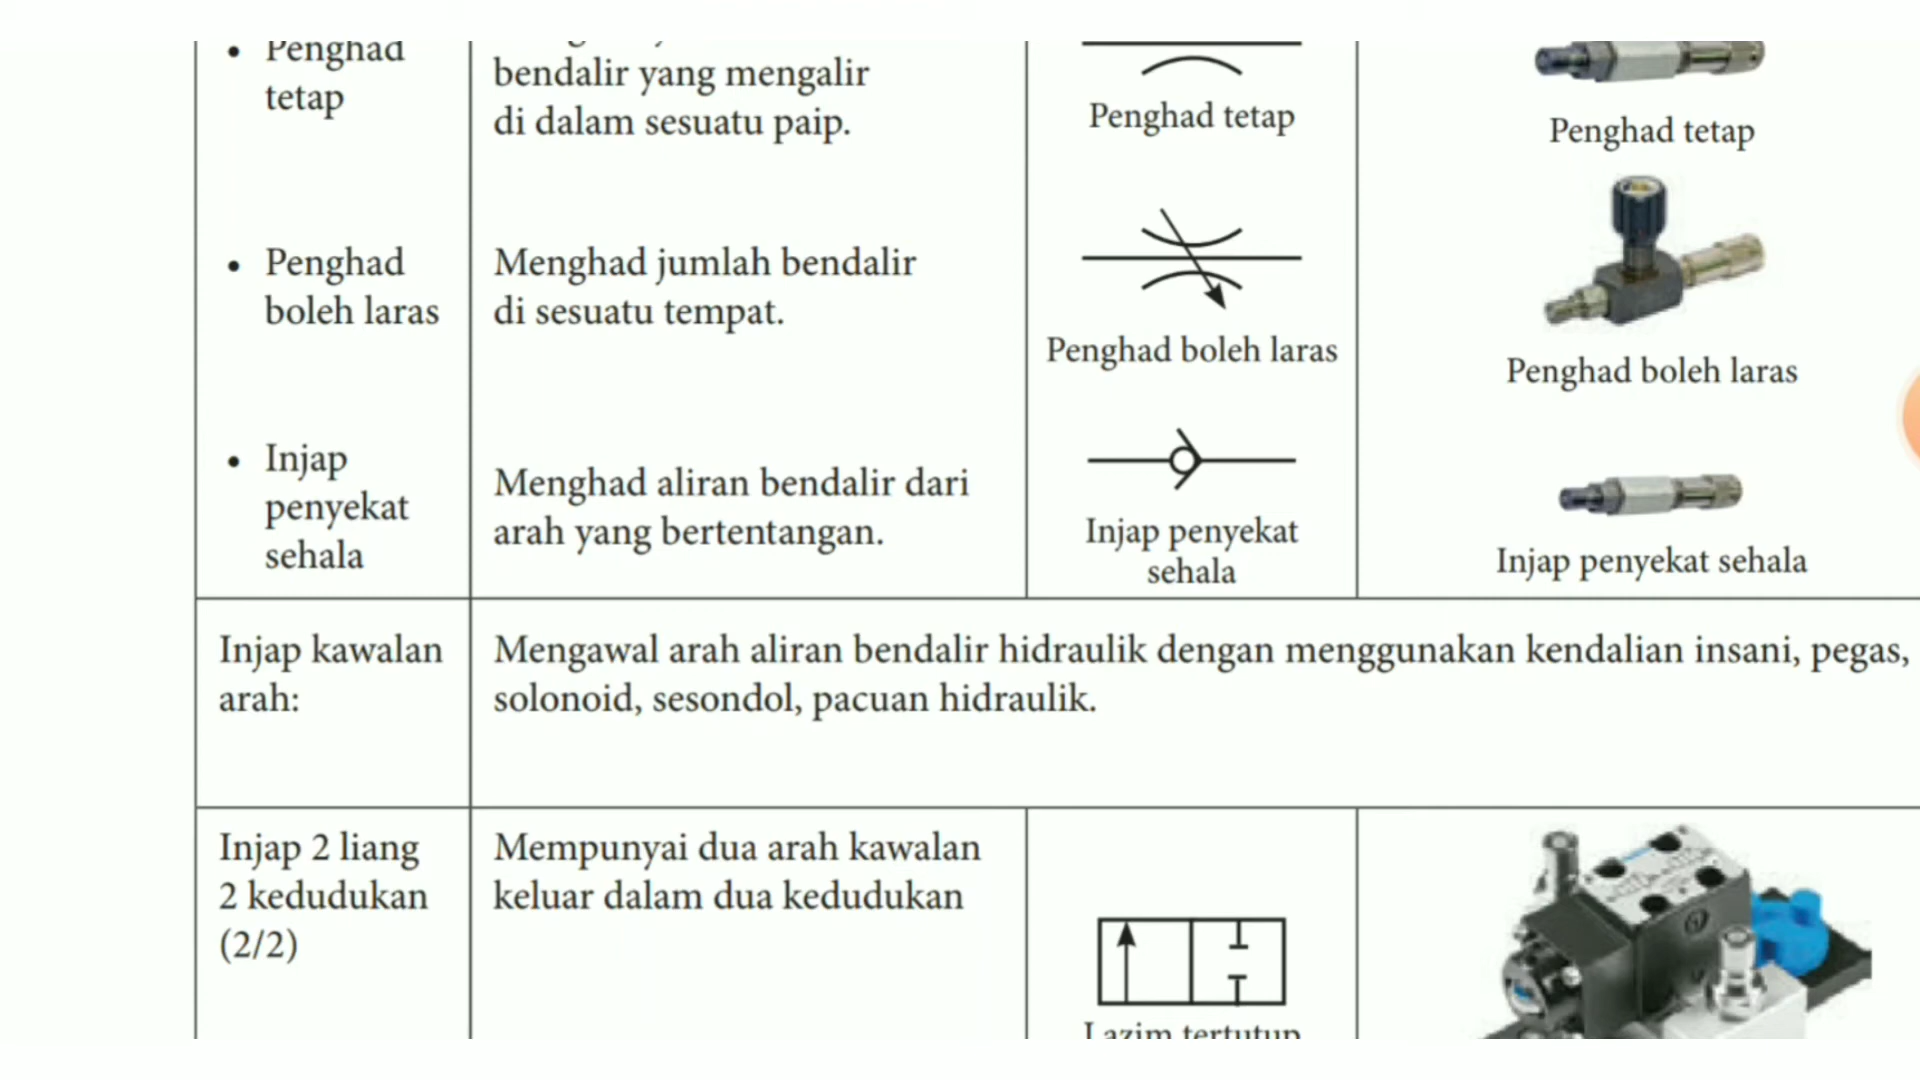 • Penghad
tetap
bendalir yang mengalir
di dalam sesuatu paip.
Penghad tetap
Penghad tetap
• Penghad
boleh laras
Menghad jumlah bendalir
di sesuatu tempat.
Penghad boleh laras
Penghad boleh laras
• Injap
penyekat
sehala
Menghad aliran bendalir dari
arah yang bertentangan.
Injap penyekat
sehala
Injap penyekat sehala
Injap kawalan
arah:
Mengawal arah aliran bendalir hidraulik dengan menggunakan kendalian insani, pegas,
solonoid, sesondol, pacuan hidraulik.
Injap 2 liang
2 kedudukan
(2/2)
Mempunyai dua arah kawalan
keluar dalam dua kedudukan
Lazim tertutup